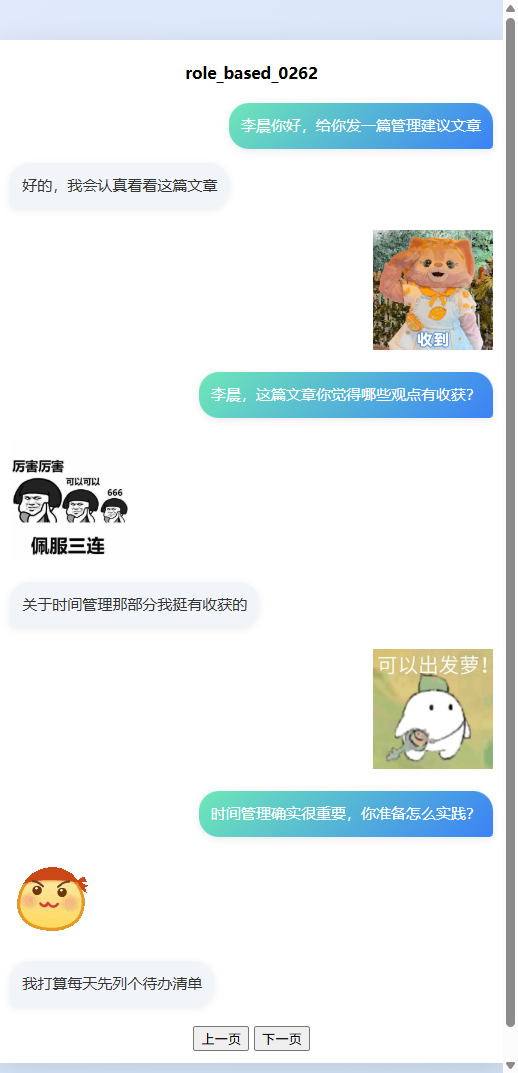 role_based_0262
李晨你好，给你发一篇管理建议文章
好的，我会认真看看这篇文章
收到
李晨，这篇文章你觉得哪些观点有收获？
厉害厉害
可以可以
666
佩服三连
关于时间管理那部分我挺有收获的
可以出发萝！
时间管理确实很重要，你准备怎么实践？
我打算每天先列个待办清单
上一页 下一页